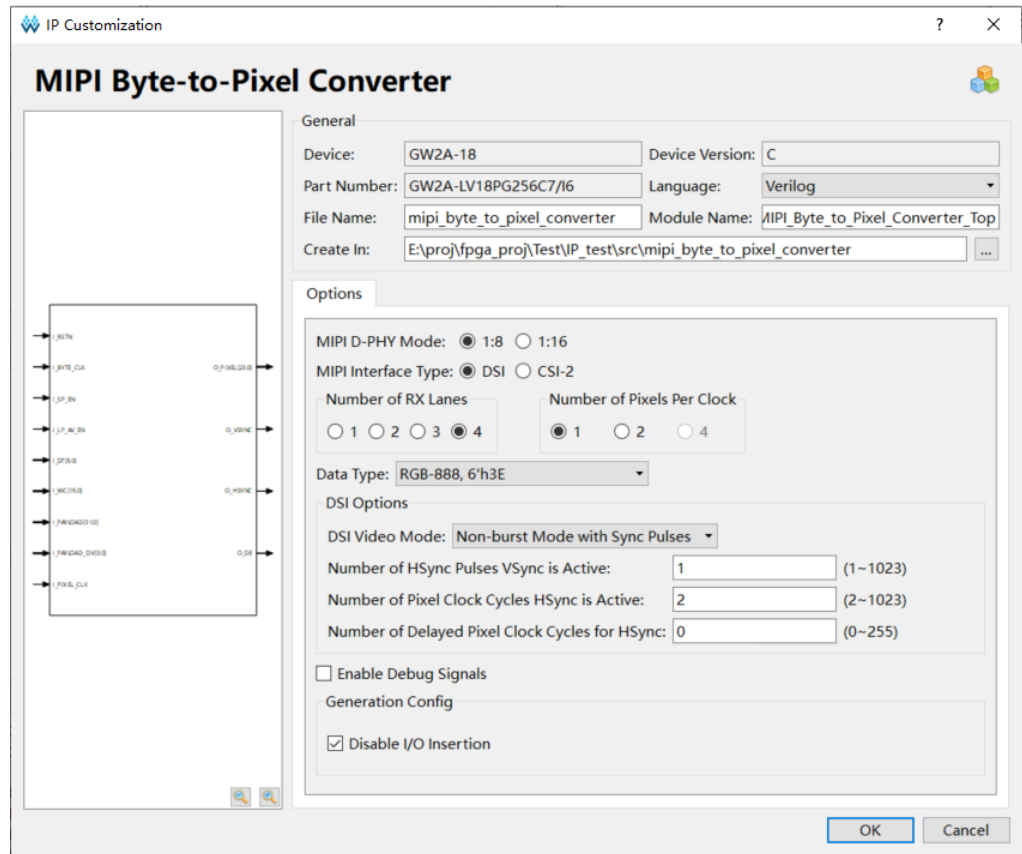 IP Customization
?
MIPI Byte-to-Pixel Converter
General
Device: GW2A-18 Device Version: C
Part Number: GW2A-LV18PG256C7/I6 Language: Verilog
File Name: mipi_byte_to_pixel_converter Module Name: MIPI_Byte_to_Pixel_Converter_Top
Create In: E:\proj\fpga_proj\Test\IP_test\src\mipi_byte_to_pixel_converter ...
Options
MIPI D-PHY Mode: 1:8 1:16
MIPI Interface Type: DSI CSI-2
Number of RX Lanes Number of Pixels Per Clock
1 2 3 4 1 2 4
Data Type: RGB-888, 6'h3E
DSI Options
DSI Video Mode: Non-burst Mode with Sync Pulses
Number of HSync Pulses VSync is Active: 1 (1~1023)
Number of Pixel Clock Cycles HSync is Active: 2 (2~1023)
Number of Delayed Pixel Clock Cycles for HSync: 0 (0~255)
Enable Debug Signals
Generation Config
Disable I/O Insertion
I_RSTN
I_BYTE_CLK O_PIXEL[23:0]
I_SP_EN
I_LP_AV_EN O_VSYNC
I_DT[5:0]
I_WC[15:0] O_HSYNC
I_PAYLOAD[31:0]
I_PAYLOAD_DV[3:0] O_DE
I_PIXEL_CLK
OK Cancel